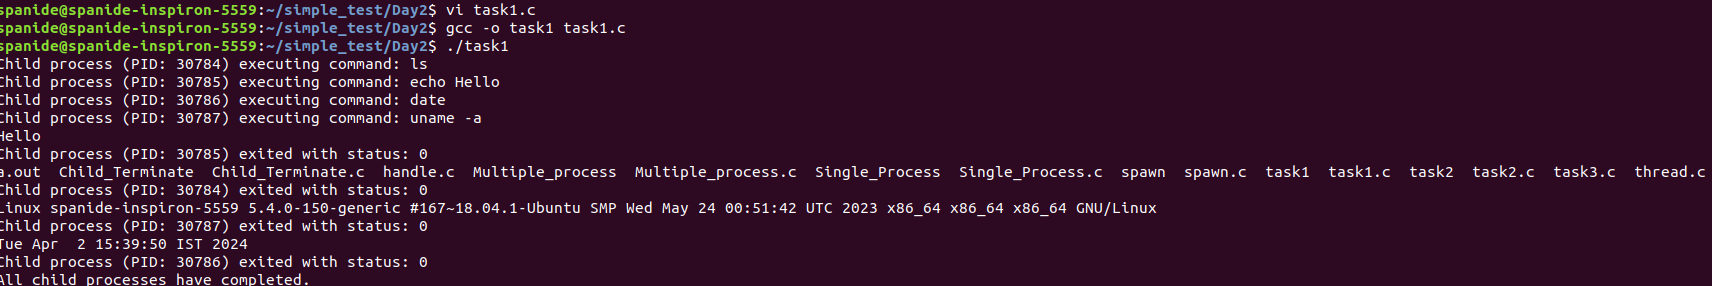 spanide@spanide-inspiron-5559:~/simple_test/Day2$ vi task1.c
spanide@spanide-inspiron-5559:~/simple_test/Day2$ gcc -o task1 task1.c
spanide@spanide-inspiron-5559:~/simple_test/Day2$ ./task1
Child process (PID: 30784) executing command: ls
Child process (PID: 30785) executing command: echo Hello
Child process (PID: 30786) executing command: date
Child process (PID: 30787) executing command: uname -a
Hello
Child process (PID: 30785) exited with status: 0
a.out  Child_Terminate  Child_Terminate.c  handle.c  Multiple_process  Multiple_process.c  Single_Process  Single_Process.c  spawn  spawn.c  task1  task1.c  task2  task2.c  task3.c  thread.c
Child process (PID: 30784) exited with status: 0
Linux spanide-inspiron-5559 5.4.0-150-generic #167~18.04.1-Ubuntu SMP Wed May 24 00:51:42 UTC 2023 x86_64 x86_64 x86_64 GNU/Linux
Child process (PID: 30787) exited with status: 0
Tue Apr  2 15:39:50 IST 2024
Child process (PID: 30786) exited with status: 0
All child processes have completed.